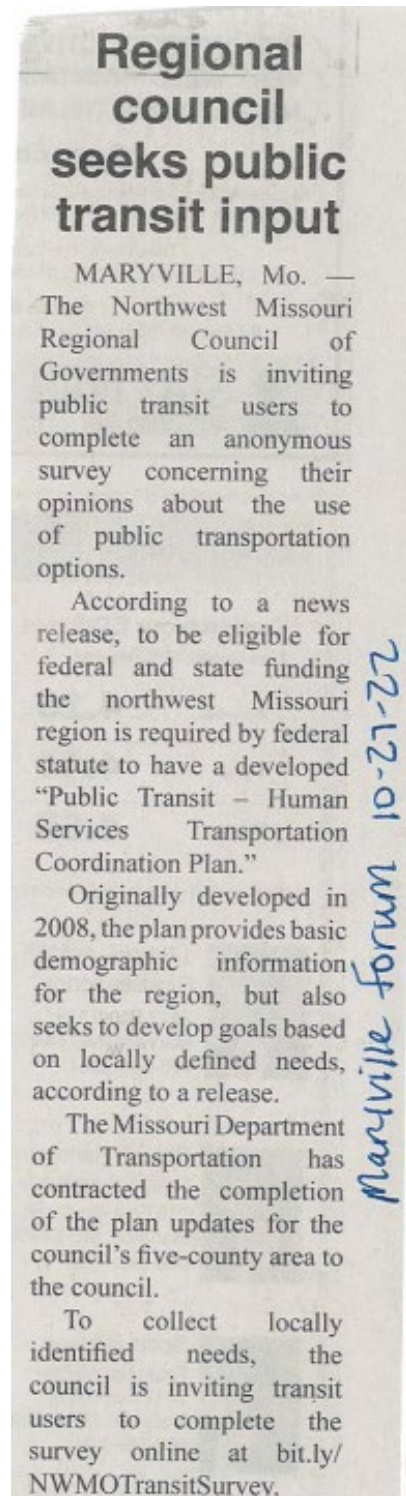 Regional
council
seeks public
transit input
MARYVILLE, Mo. —
The Northwest Missouri
Regional Council of
Governments is inviting
public transit users to
complete an anonymous
survey concerning their
opinions about the use
of public transportation
options.
According to a news
release, to be eligible for
federal and state funding
the northwest Missouri
region is required by federal
statute to have a developed
“Public Transit – Human
Services Transportation
Coordination Plan.”
Originally developed in
2008, the plan provides basic
demographic information
for the region, but also
seeks to develop goals based
on locally defined needs,
according to a release.
The Missouri Department
of Transportation has
contracted the completion
of the plan updates for the
council’s five-county area to
the council.
To collect locally
identified needs, the
council is inviting transit
users to complete the
survey online at bit.ly/
NWMOTransitSurvey.
Maryville forum 10-27-22